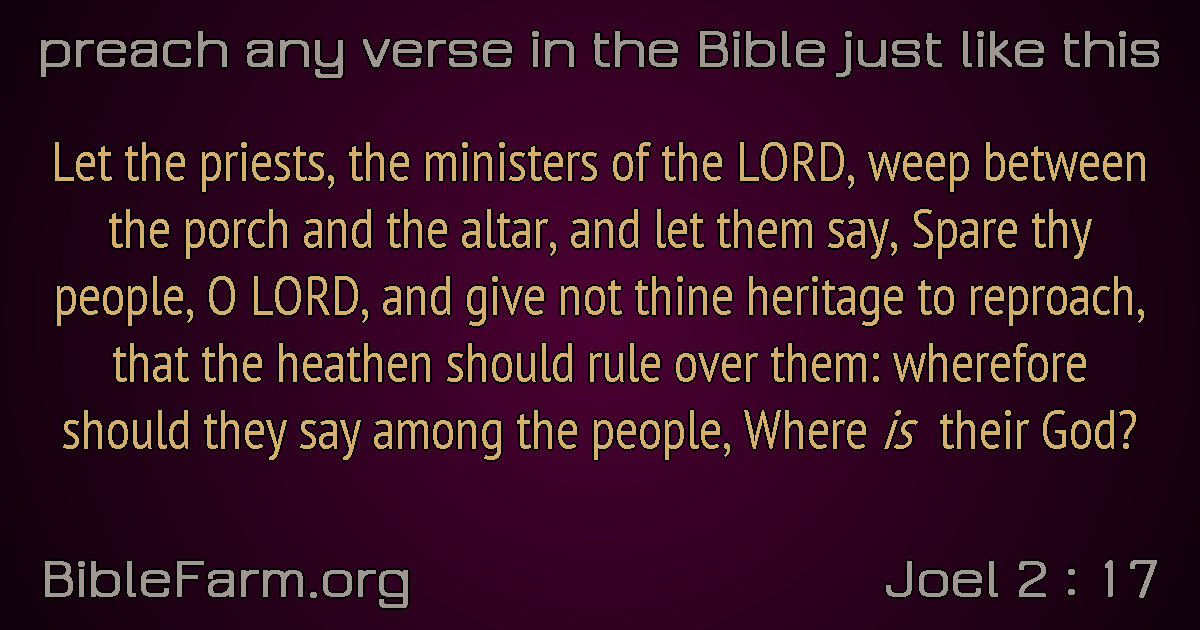 preach any verse in the Bible just like this
Let the priests, the ministers of the LORD, weep between
the porch and the altar, and let them say, Spare thy
people, O LORD, and give not thine heritage to reproach,
that the heathen should rule over them: wherefore
should they say among the people, Where is their God?
BibleFarm.org
Joel 2 : 17